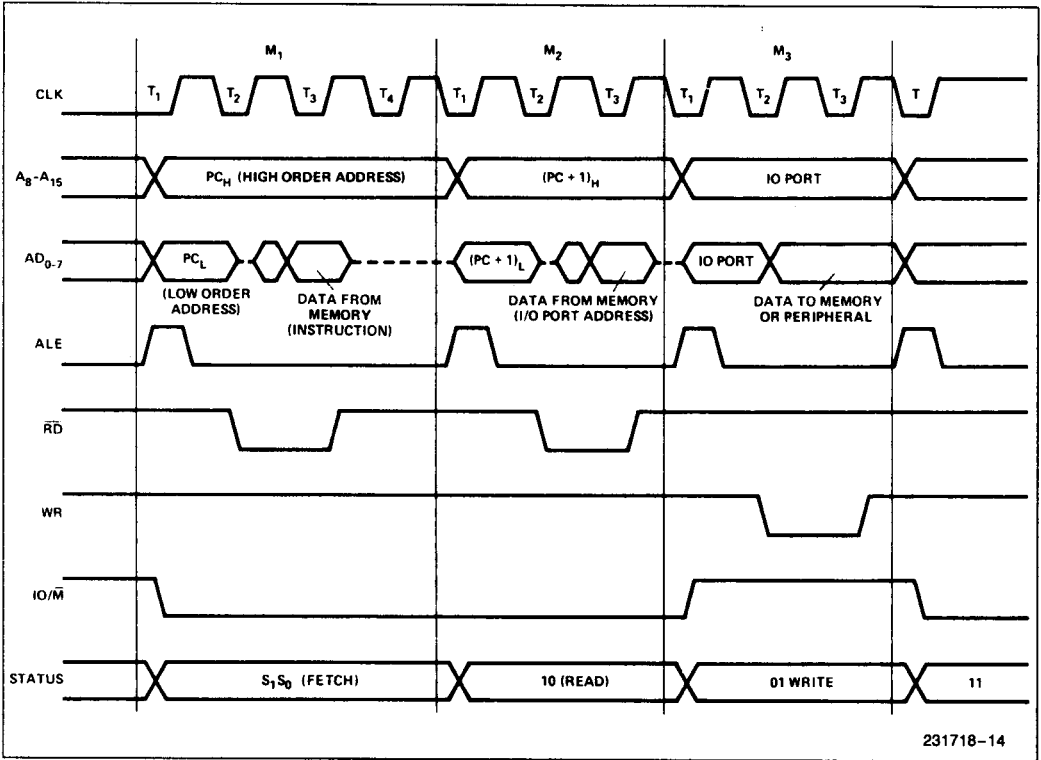 M1 M2 M3
CLK T1 T2 T3 T4 T1 T2 T3 T1 T2 T3 T
A8-A15 PCH (HIGH ORDER ADDRESS) (PC + 1)H IO PORT
AD0-7 PCL (PC + 1)L IO PORT
(LOW ORDER
ADDRESS)
DATA FROM
MEMORY
(INSTRUCTION)
DATA FROM MEMORY
(I/O PORT ADDRESS)
DATA TO MEMORY
OR PERIPHERAL
ALE
R̅D̅
WR
IO/M̅
STATUS S1S0 (FETCH) 10 (READ) 01 WRITE 11
231718-14